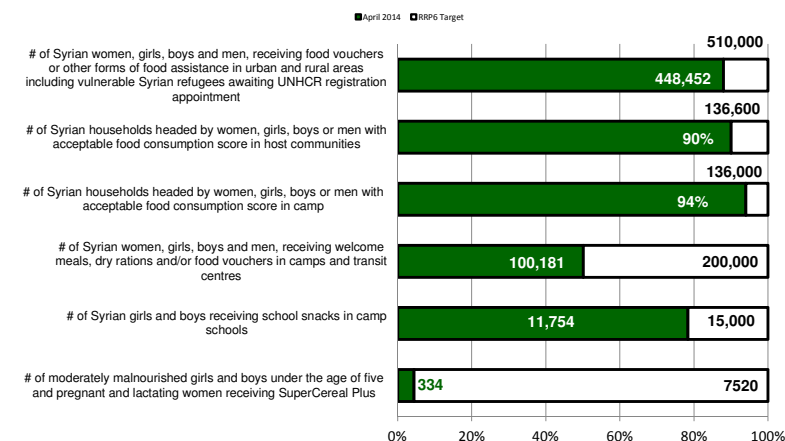 April 2014 RRP6 Target
510,000
# of Syrian women, girls, boys and men, receiving food vouchers
or other forms of food assistance in urban and rural areas
including vulnerable Syrian refugees awaiting UNHCR registration
appointment
448,452
136,600
# of Syrian households headed by women, girls, boys or men with
acceptable food consumption score in host communities
90%
136,000
# of Syrian households headed by women, girls, boys or men with
acceptable food consumption score in camp
94%
# of Syrian women, girls, boys and men, receiving welcome
meals, dry rations and/or food vouchers in camps and transit
centres
100,181 200,000
# of Syrian girls and boys receiving school snacks in camp
schools
11,754 15,000
# of moderately malnourished girls and boys under the age of five
and pregnant and lactating women receiving SuperCereal Plus
334 7520
0% 20% 40% 60% 80% 100%